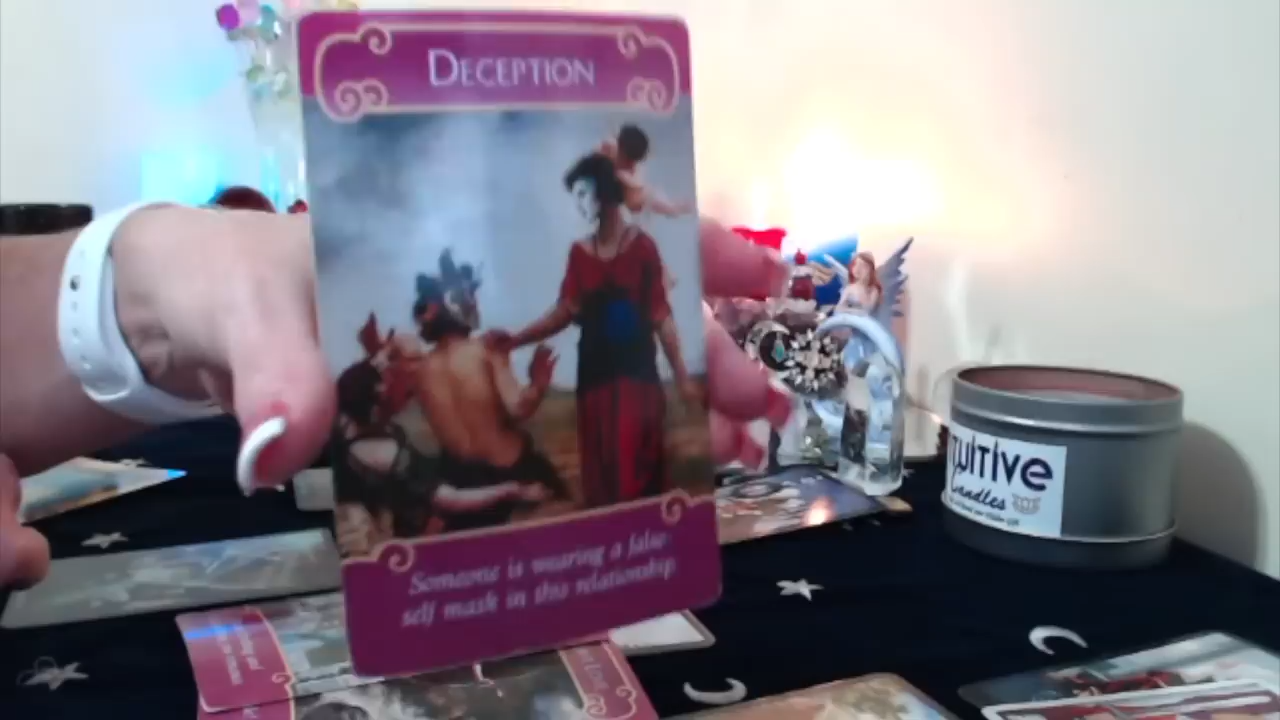 DECEPTION
Someone is wearing a false-
self mask in this relationship.
TUITIVE
Candles